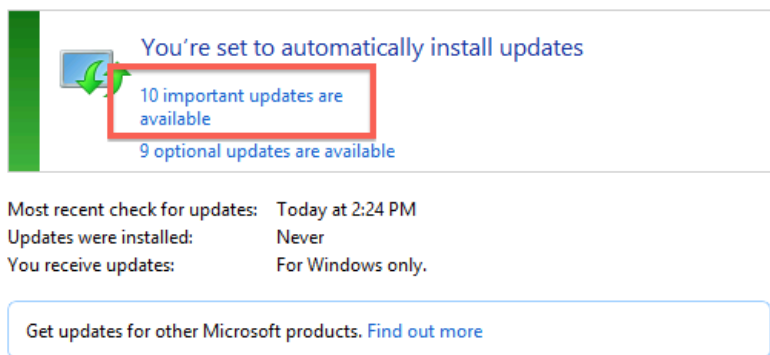 You're set to automatically install updates
10 important updates are
available
9 optional updates are available
Most recent check for updates: Today at 2:24 PM
Updates were installed: Never
You receive updates: For Windows only.
Get updates for other Microsoft products. Find out more